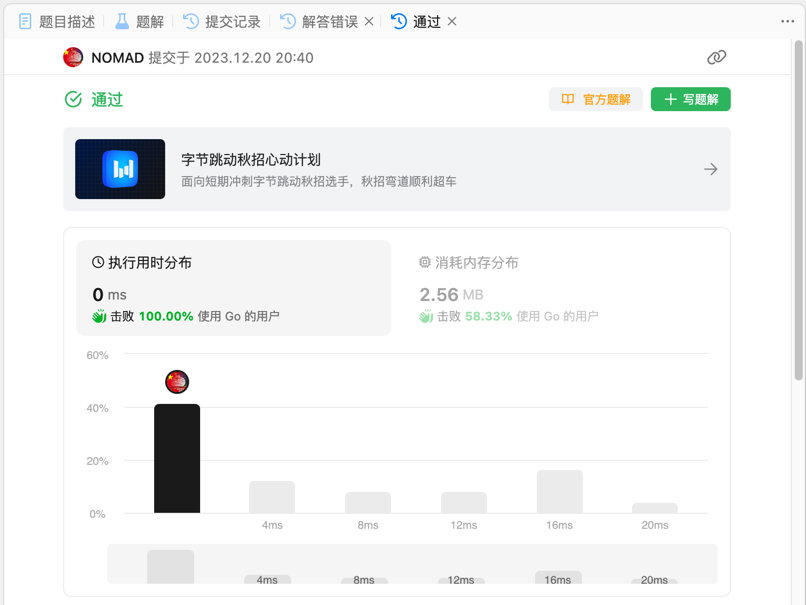 题目描述 题解 提交记录 解答错误 通过
NOMAD 提交于 2023.12.20 20:40
通过
官方题解 写题解
字节跳动秋招心动计划
面向短期冲刺字节跳动秋招选手，秋招弯道顺利超车
执行用时分布
0 ms
击败 100.00% 使用 Go 的用户
消耗内存分布
2.56 MB
击败 58.33% 使用 Go 的用户
60%
40%
20%
0%
4ms 8ms 12ms 16ms 20ms
4ms 8ms 12ms 16ms 20ms